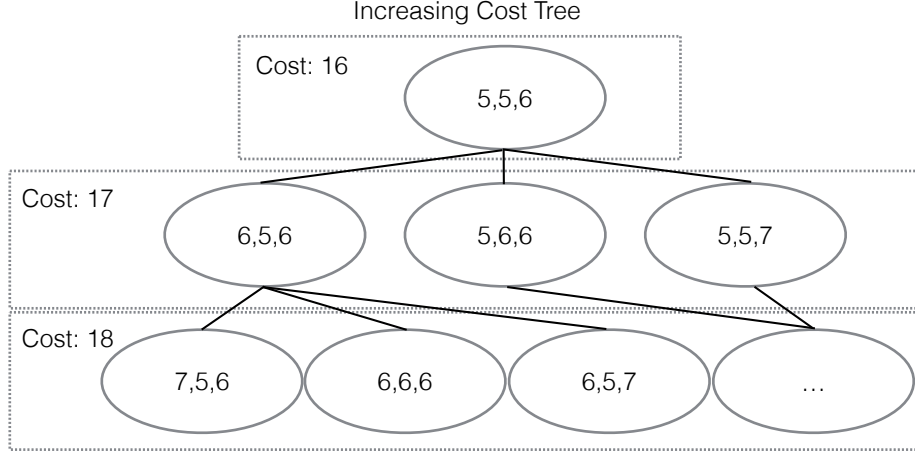 Increasing Cost Tree
Cost: 16
5,5,6
Cost: 17
6,5,6
5,6,6
5,5,7
Cost: 18
7,5,6
6,6,6
6,5,7
...